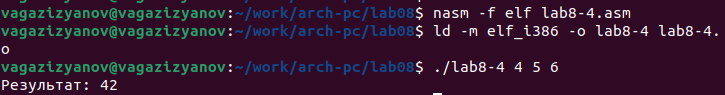 vagazizyanov@vagazizyanov:~/work/arch-pc/lab08$ nasm -f elf lab8-4.asm
vagazizyanov@vagazizyanov:~/work/arch-pc/lab08$ ld -m elf_i386 -o lab8-4 lab8-4.
o
vagazizyanov@vagazizyanov:~/work/arch-pc/lab08$ ./lab8-4 4 5 6
Результат: 42